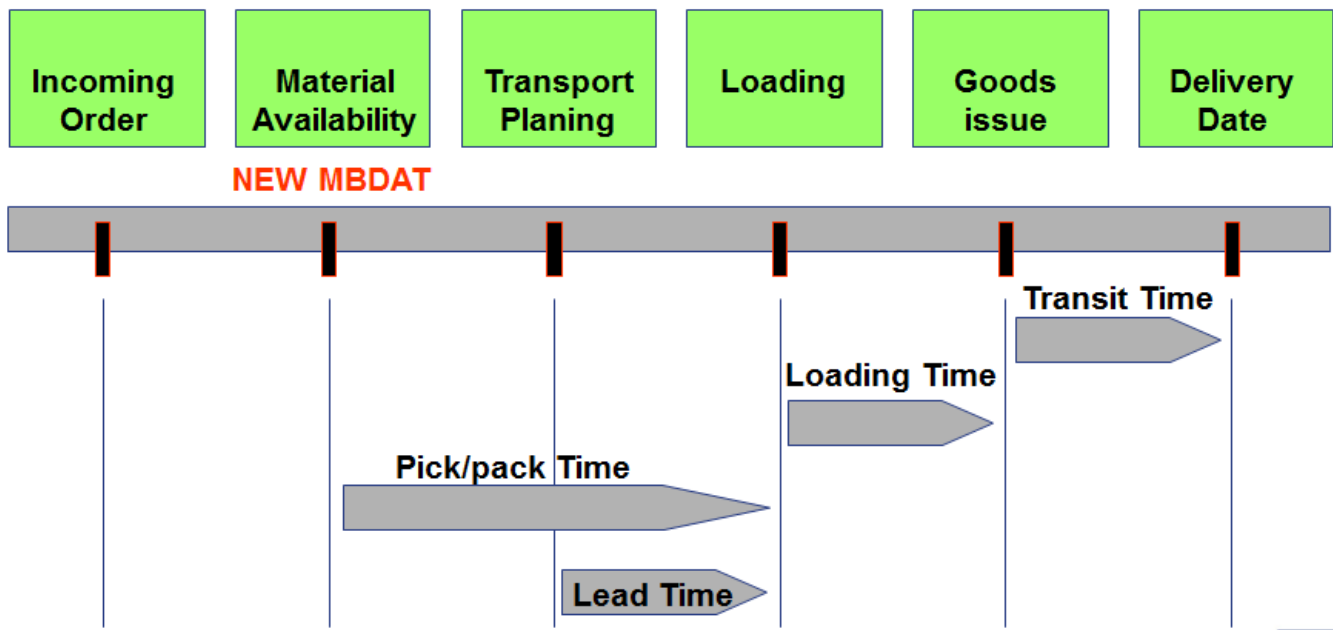 Incoming
Order
Material
Availability
Transport
Planing
Loading
Goods
issue
Delivery
Date
NEW MBDAT
Transit Time
Loading Time
Pick/pack Time
Lead Time